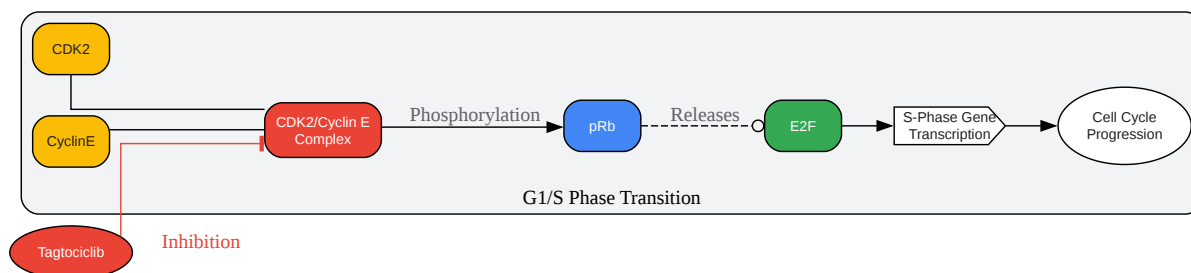 CDK2
CyclinE
CDK2/Cyclin E
Complex
Phosphorylation
pRb
Releases
E2F
S-Phase Gene
Transcription
Cell Cycle
Progression
G1/S Phase Transition
Tagtociclib
Inhibition